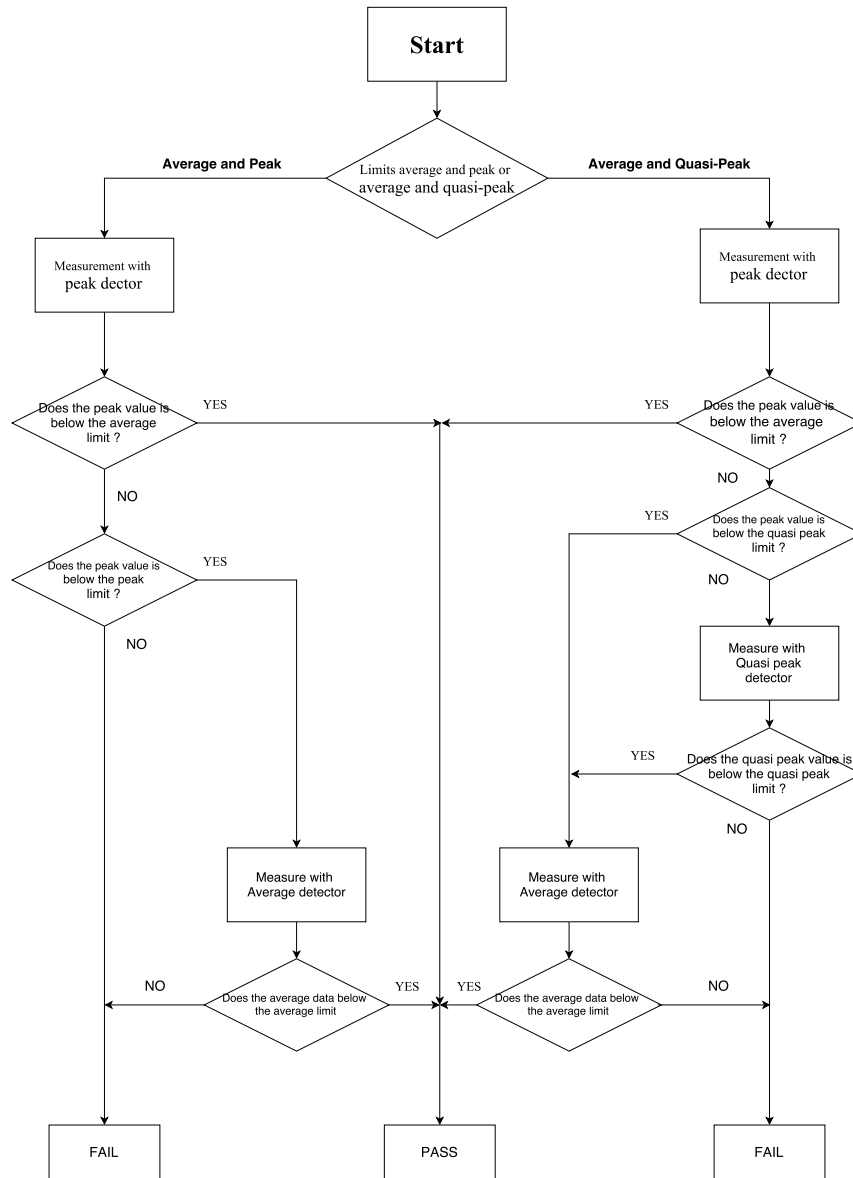 Start
Average and Peak
Limits average and peak or
average and quasi-peak
Average and Quasi-Peak
Measurement with
peak dector
Measurement with
peak dector
Does the peak value is
below the average
limit ?
YES
YES
Does the peak value is
below the average
limit ?
NO
NO
Does the peak value is
below the peak
limit ?
YES
YES
Does the peak value is
below the quasi peak
limit ?
NO
NO
Measure with
Quasi peak
detector
YES
Does the quasi peak value is
below the quasi peak
limit ?
NO
Measure with
Average detector
Measure with
Average detector
NO
Does the average data below
the average limit
YES
YES
Does the average data below
the average limit
NO
FAIL
PASS
FAIL